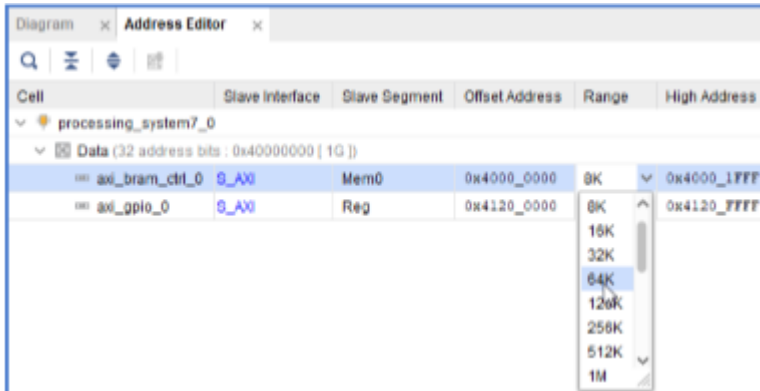 Diagram × Address Editor ×
Cell Slave Interface Slave Segment Offset Address Range High Address
processing_system7_0
Data (32 address bits : 0x40000000 [ 1G ])
axi_bram_ctrl_0 S_AXI Mem0 0x4000_0000 8K 0x4000_1FFF
axi_gpio_0 S_AXI Reg 0x4120_0000 0x4120_FFFF
8K
16K
32K
64K
128K
256K
512K
1M